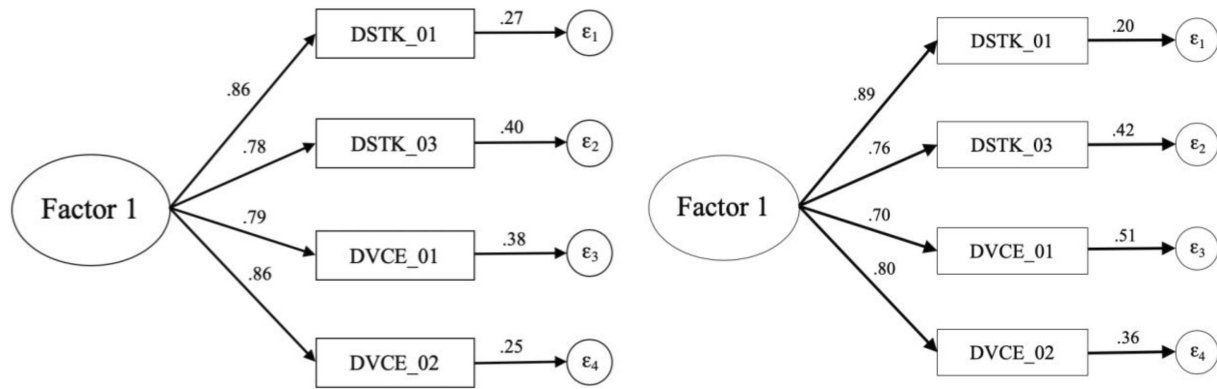 .27
DSTK_01
ε1
.86
.40
DSTK_03
ε2
.78
Factor 1
.79
.38
DVCE_01
ε3
.86
.25
DVCE_02
ε4
.20
DSTK_01
ε1
.89
.42
DSTK_03
ε2
.76
Factor 1
.70
.51
DVCE_01
ε3
.80
.36
DVCE_02
ε4